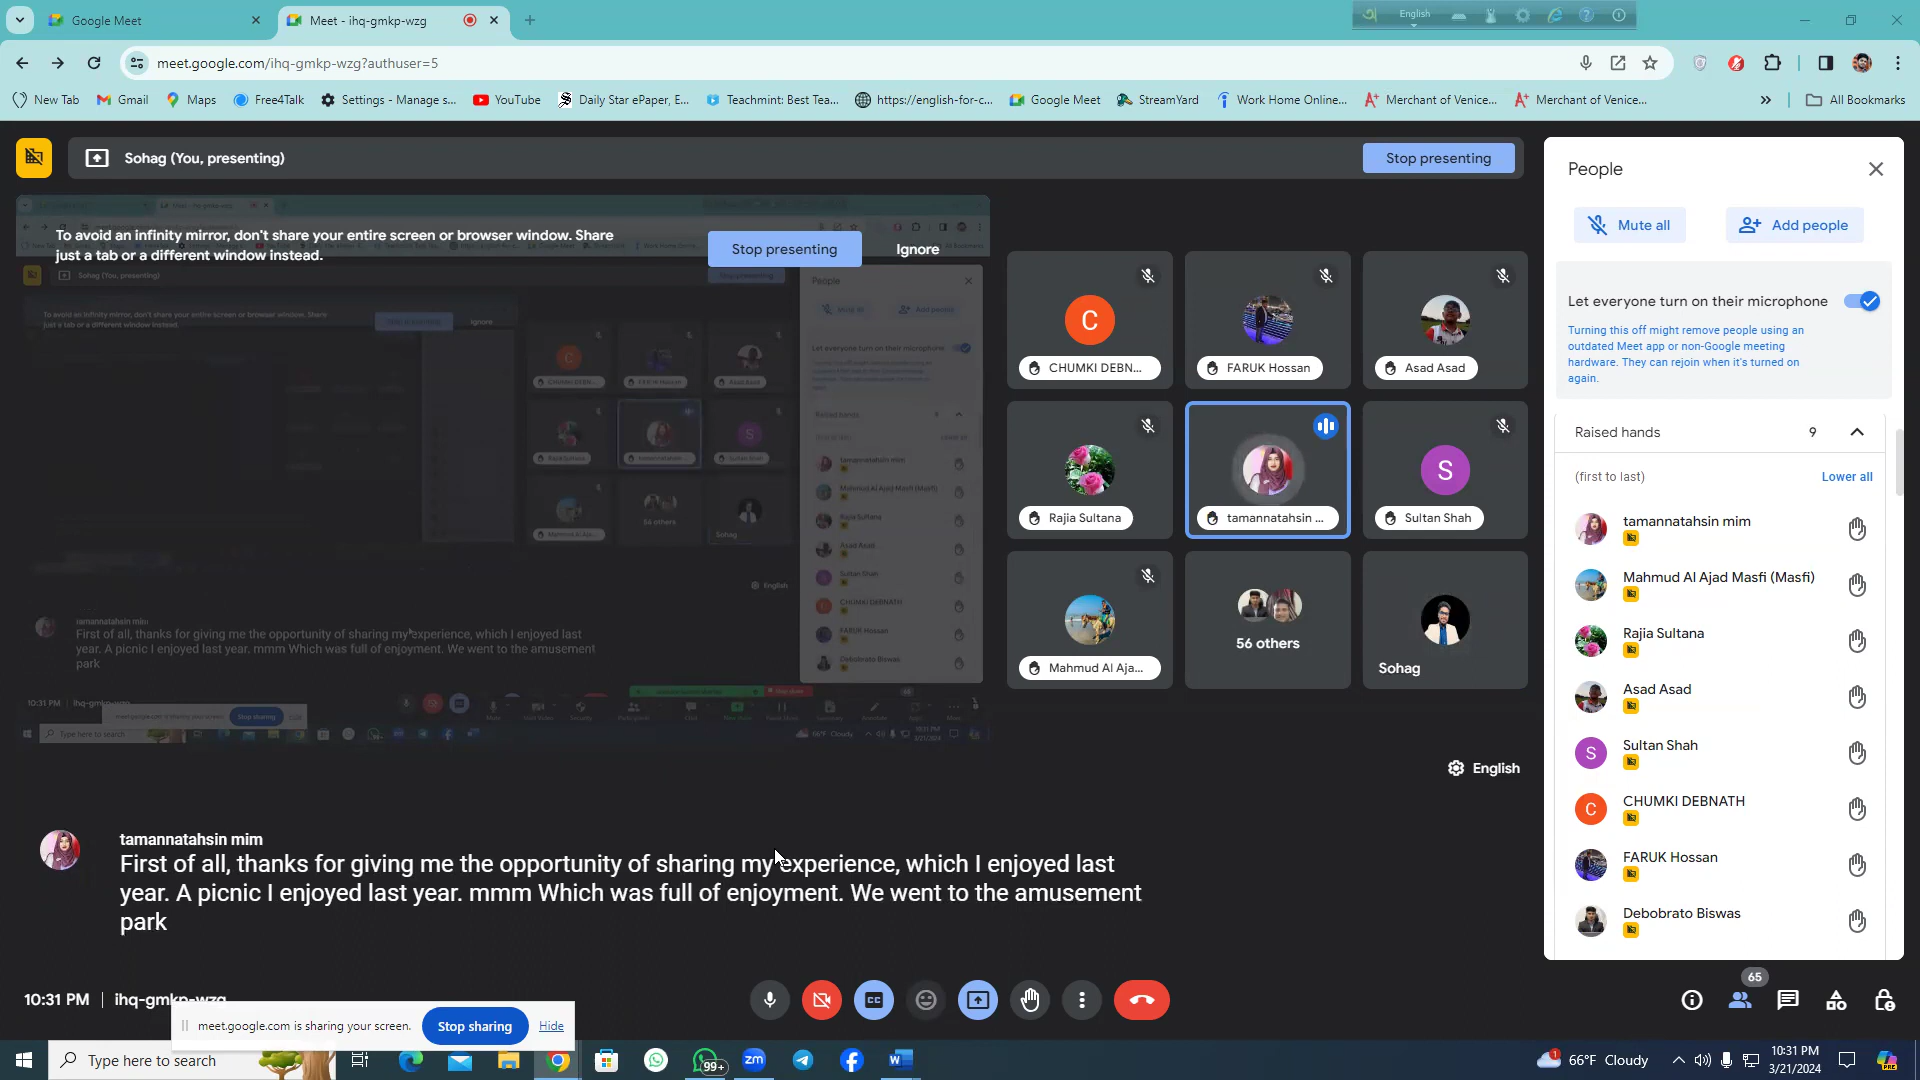 Google Meet
Meet - ihq-gmkp-wzg
English
meet.google.com/ihq-gmkp-wzg?authuser=5
New Tab
Gmail
Maps
Free4Talk
Settings - Manage s...
YouTube
Daily Star ePaper, E...
Teachmint: Best Tea...
https://english-for-c...
Google Meet
StreamYard
Work Home Online...
Merchant of Venice...
Merchant of Venice...
All Bookmarks
Sohag (You, presenting)
Stop presenting
To avoid an infinity mirror, don't share your entire screen or browser window. Share
just a tab or a different window instead.
Stop presenting
Ignore
CHUMKI DEBN...
FARUK Hossan
Asad Asad
Rajia Sultana
tamannatahsin ...
Sultan Shah
Mahmud Al Aja...
56 others
Sohag
English
People
Mute all
Add people
Let everyone turn on their microphone
Turning this off might remove people using an
outdated Meet app or non-Google meeting
hardware. They can rejoin when it's turned on
again.
Raised hands
9
(first to last)
Lower all
tamannatahsin mim
Mahmud Al Ajad Masfi (Masfi)
Rajia Sultana
Asad Asad
S
Sultan Shah
C
CHUMKI DEBNATH
FARUK Hossan
Debobrato Biswas
tamannatahsin mim
First of all, thanks for giving me the opportunity of sharing my experience, which I enjoyed last
year. A picnic I enjoyed last year. mmm Which was full of enjoyment. We went to the amusement
park
10:31 PM
ihq-gmkp-wzg
65
meet.google.com is sharing your screen.
Stop sharing
Hide
Type here to search
99+
zm
66°F Cloudy
10:31 PM
3/21/2024